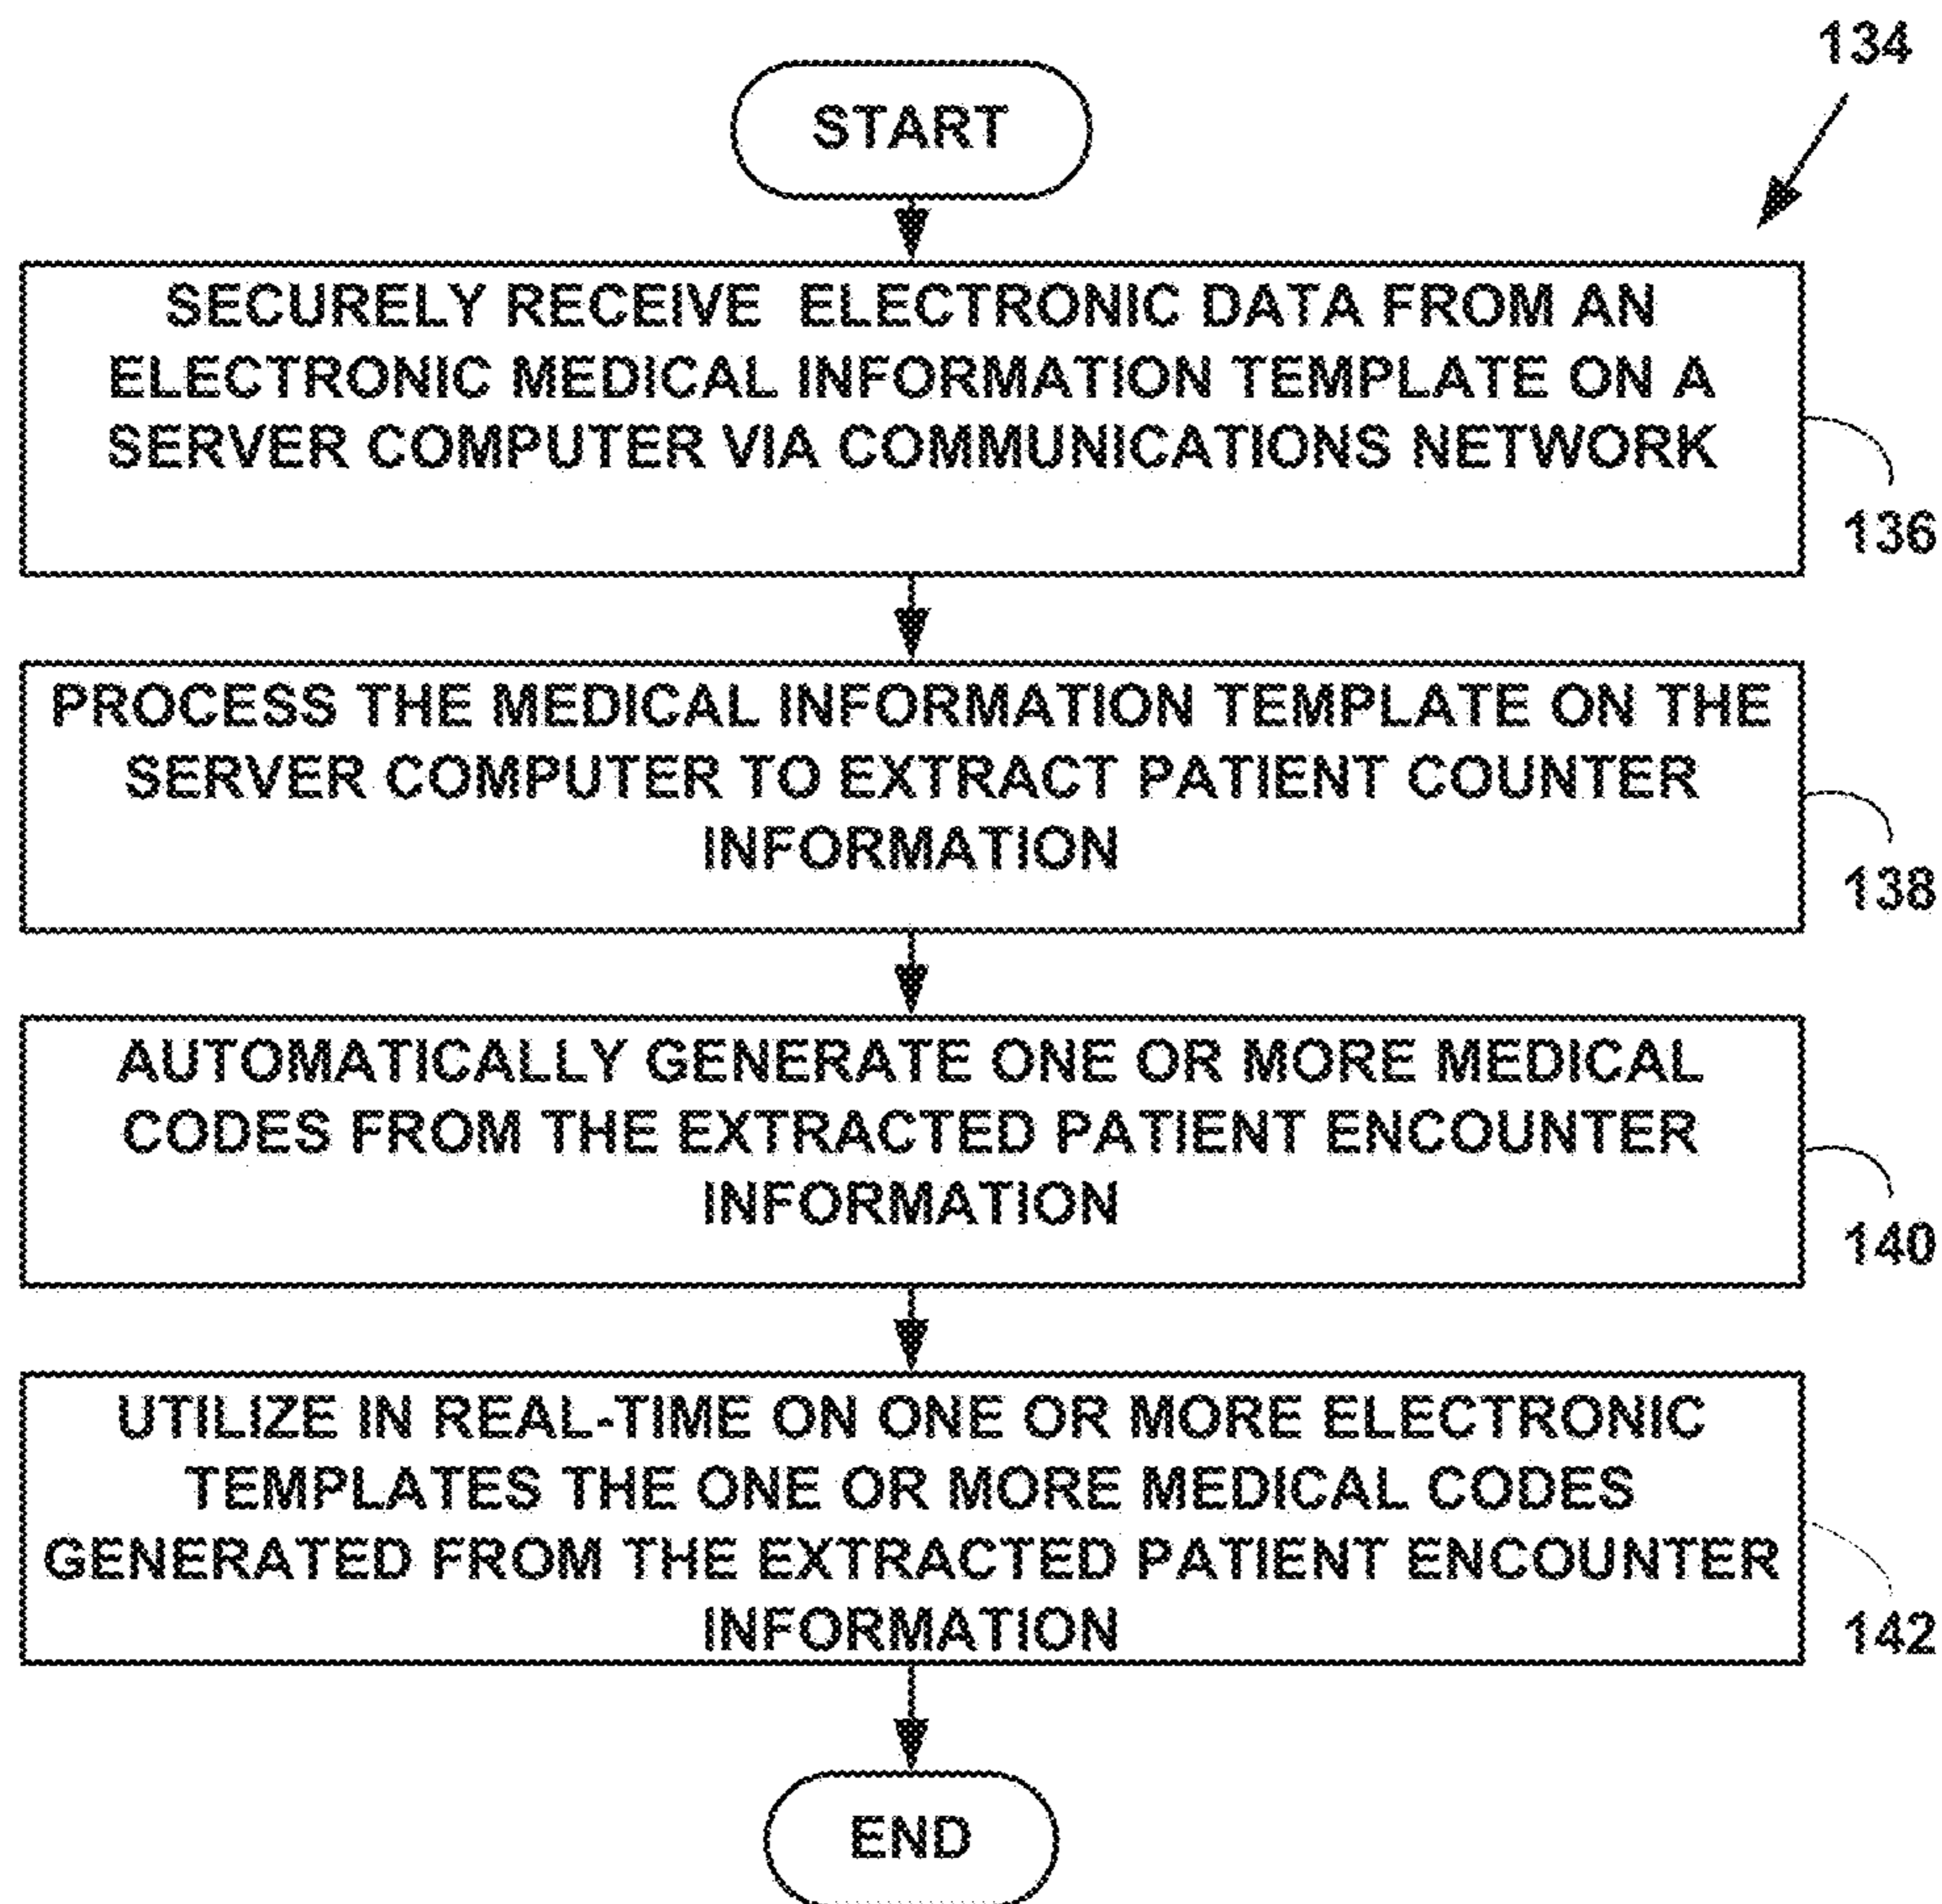 134
START
SECURELY RECEIVE ELECTRONIC DATA FROM AN
ELECTRONIC MEDICAL INFORMATION TEMPLATE ON A
SERVER COMPUTER VIA COMMUNICATIONS NETWORK
136
PROCESS THE MEDICAL INFORMATION TEMPLATE ON THE
SERVER COMPUTER TO EXTRACT PATIENT COUNTER
INFORMATION
138
AUTOMATICALLY GENERATE ONE OR MORE MEDICAL
CODES FROM THE EXTRACTED PATIENT ENCOUNTER
INFORMATION
140
UTILIZE IN REAL-TIME ON ONE OR MORE ELECTRONIC
TEMPLATES THE ONE OR MORE MEDICAL CODES
GENERATED FROM THE EXTRACTED PATIENT ENCOUNTER
INFORMATION
142
END